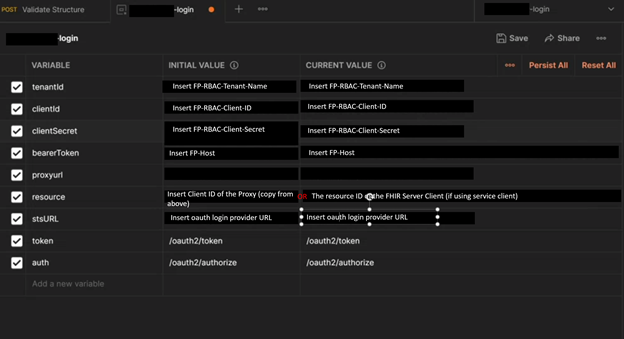 POST Validate Structure -login + ••• -login
-login Save Share •••
VARIABLE INITIAL VALUE CURRENT VALUE ••• Persist All Reset All
tenantId Insert FP-RBAC-Tenant-Name Insert FP-RBAC-Tenant-Name
clientId Insert FP-RBAC-Client-ID Insert FP-RBAC-Client-ID
clientSecret Insert FP-RBAC-Client-Secret Insert FP-RBAC-Client-Secret
bearerToken Insert FP-Host Insert FP-Host
proxyurl
resource Insert Client ID of the Proxy (copy from OR The resource ID the FHIR Server Client (if using service client)
above)
stsURL Insert oauth login provider URL Insert oauth login provider URL
token /oauth2/token /oauth2/token
auth /oauth2/authorize /oauth2/authorize
Add a new variable